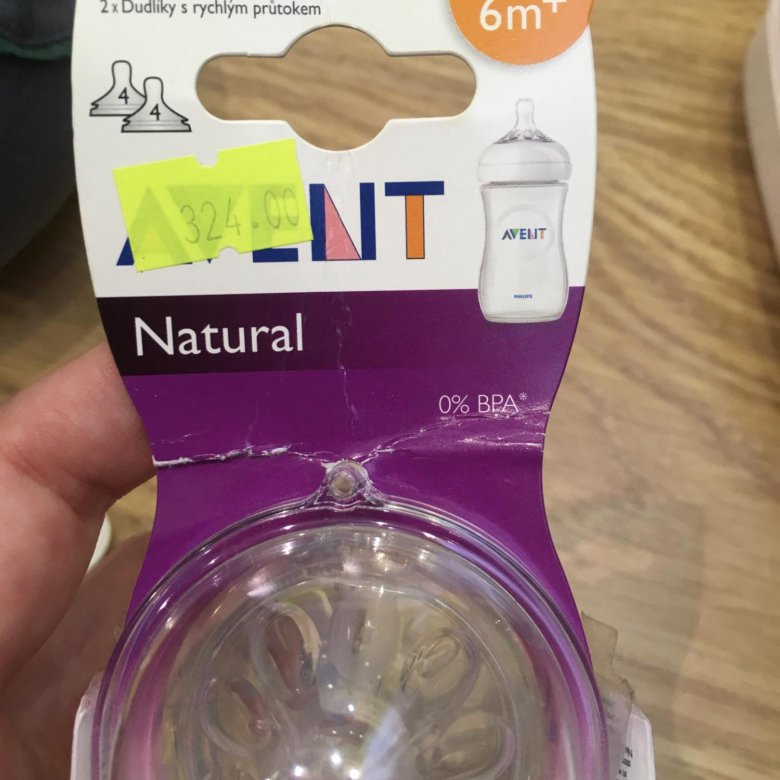 2 x Dudlíky s rychlým průtokem
6m+
4
4
324.00
AVENT
AVENT
PHILIPS
Natural
0% BPA*